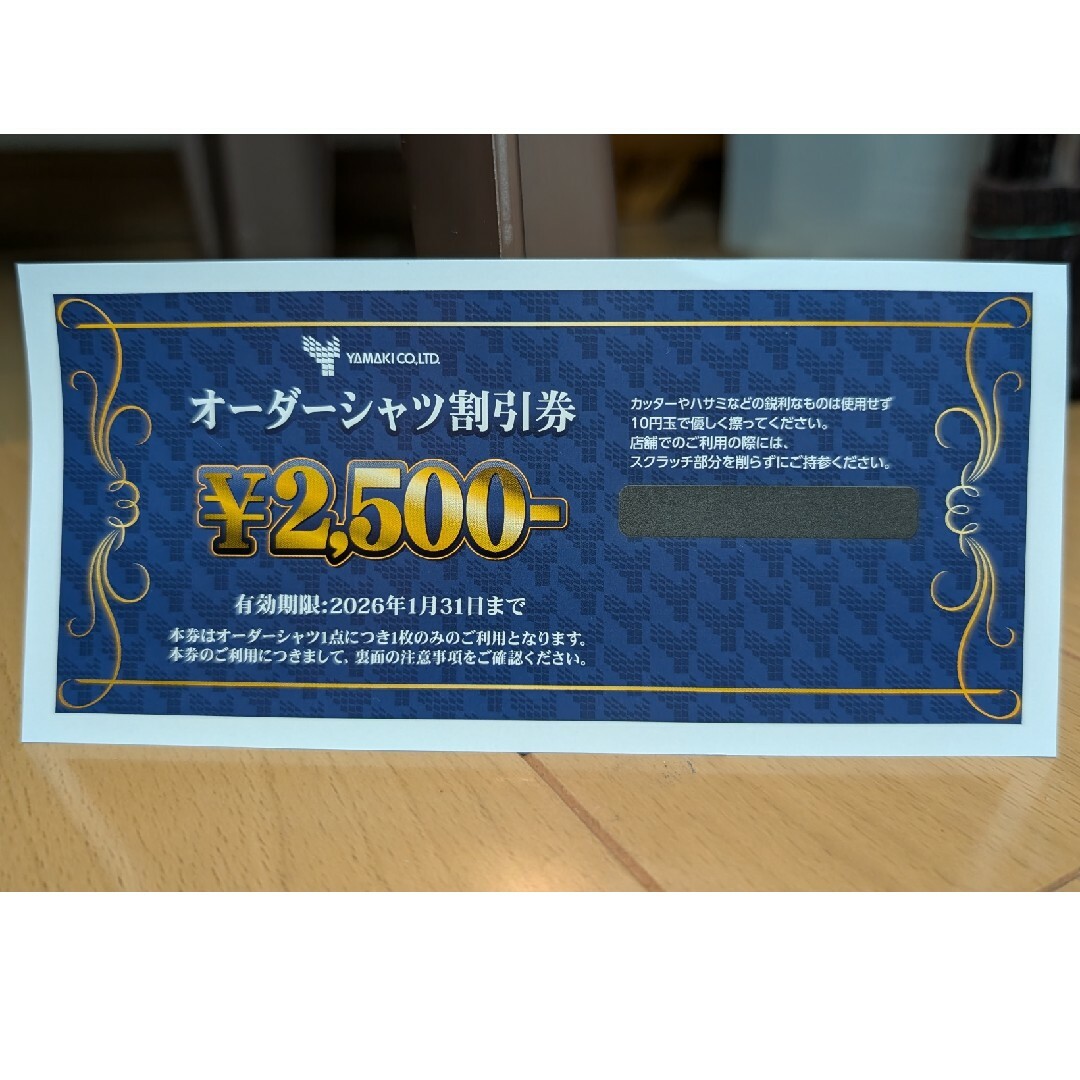 YAMAKI CO.,LTD.
オーダーシャツ割引券
¥2,500-
有効期限:2026年1月31日まで
本券はオーダーシャツ1点につき1枚のみのご利用となります。
本券のご利用につきまして、裏面の注意事項をご確認ください。
カッターやハサミなどの鋭利なものは使用せず
10円玉で優しく擦ってください。
店舗でのご利用の際には、
スクラッチ部分を削らずにご持参ください。